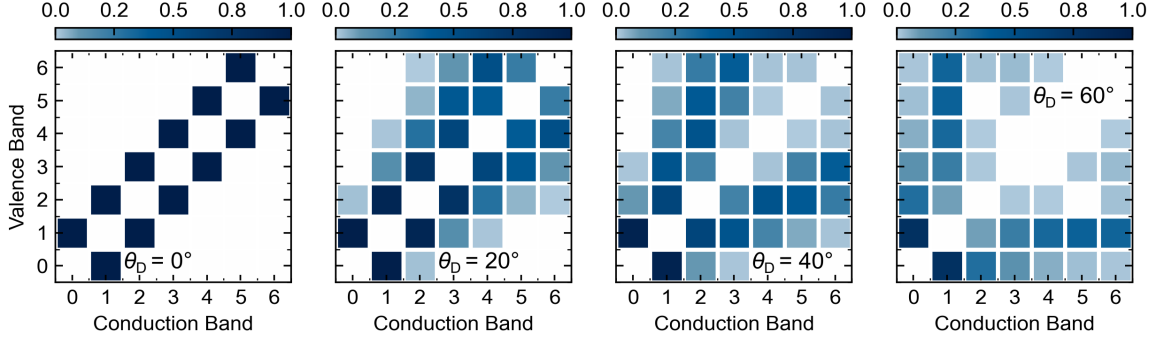 0.0 0.2 0.5 0.8 1.0
0.0 0.2 0.5 0.8 1.0
0.0 0.2 0.5 0.8 1.0
0.0 0.2 0.5 0.8 1.0
Valence Band
6
5
4
3
2
1
0
θD = 0°
θD = 20°
θD = 40°
θD = 60°
0 1 2 3 4 5 6
0 1 2 3 4 5 6
0 1 2 3 4 5 6
0 1 2 3 4 5 6
Conduction Band
Conduction Band
Conduction Band
Conduction Band